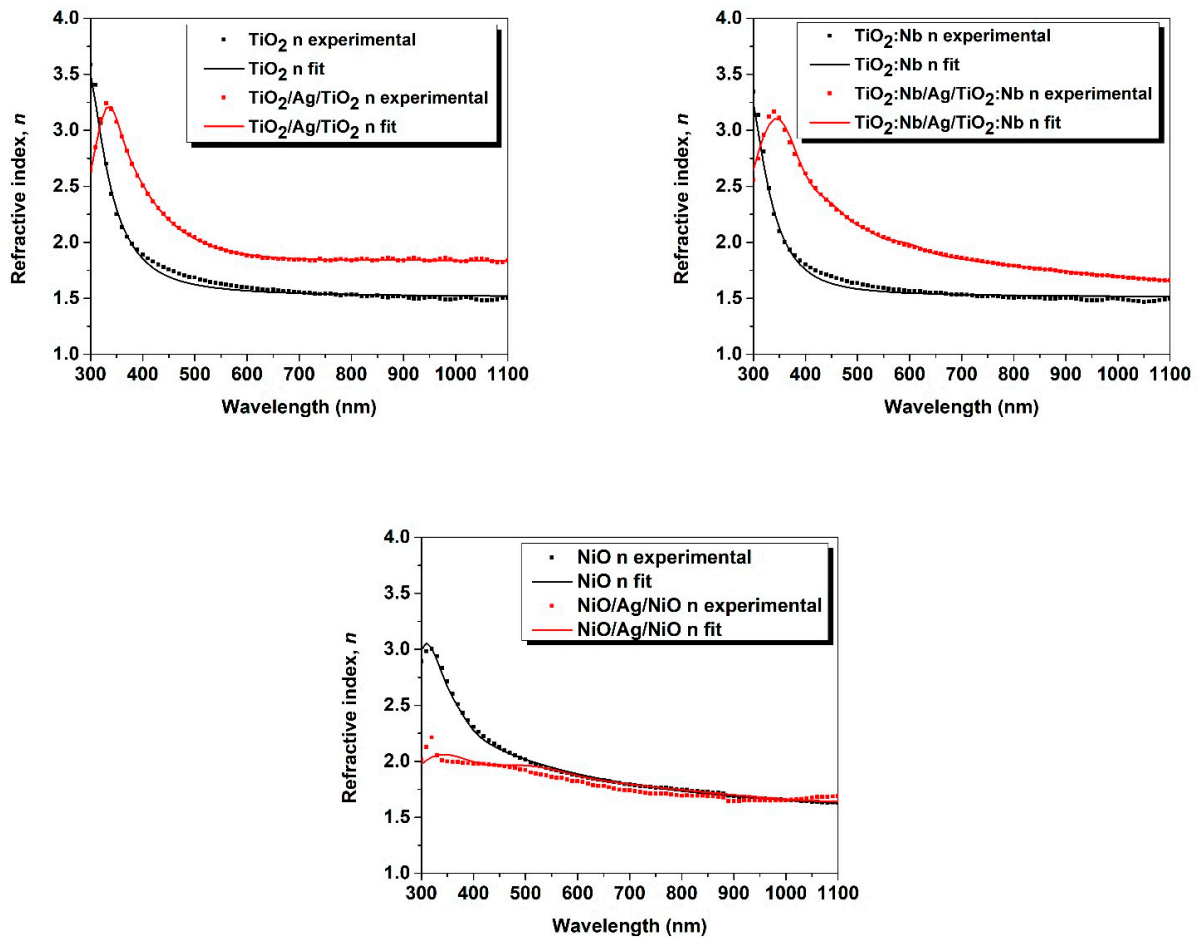 4.0
3.5
3.0
2.5
2.0
1.5
1.0
Refractive index, n
TiO2 n experimental
TiO2 n fit
TiO2/Ag/TiO2 n experimental
TiO2/Ag/TiO2 n fit
300 400 500 600 700 800 900 1000 1100
Wavelength (nm)
4.0
3.5
3.0
2.5
2.0
1.5
1.0
Refractive index, n
TiO2:Nb n experimental
TiO2:Nb n fit
TiO2:Nb/Ag/TiO2:Nb n experimental
TiO2:Nb/Ag/TiO2:Nb n fit
300 400 500 600 700 800 900 1000 1100
Wavelength (nm)
4.0
3.5
3.0
2.5
2.0
1.5
1.0
Refractive index, n
NiO n experimental
NiO n fit
NiO/Ag/NiO n experimental
NiO/Ag/NiO n fit
300 400 500 600 700 800 900 1000 1100
Wavelength (nm)